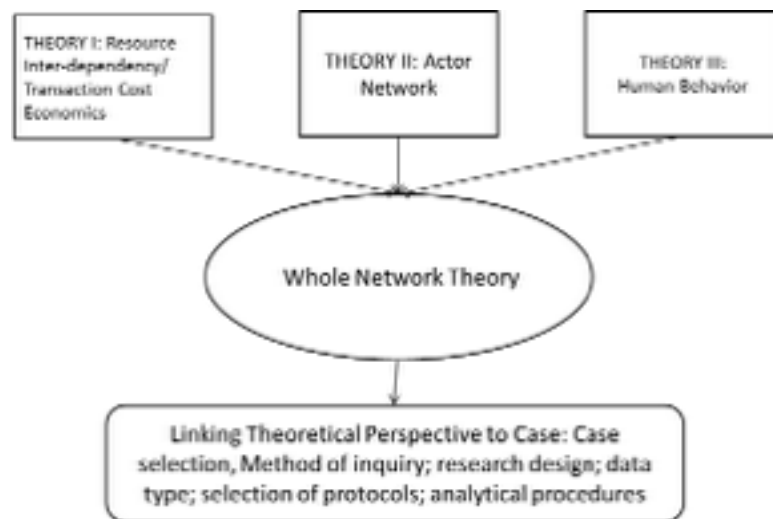 THEORY I: Resource
Inter-dependency/
Transaction Cost
Economics
THEORY II: Actor
Network
THEORY III:
Human Behavior
Whole Network Theory
Linking Theoretical Perspective to Case: Case
selection, Method of inquiry; research design; data
type; selection of protocols; analytical procedures